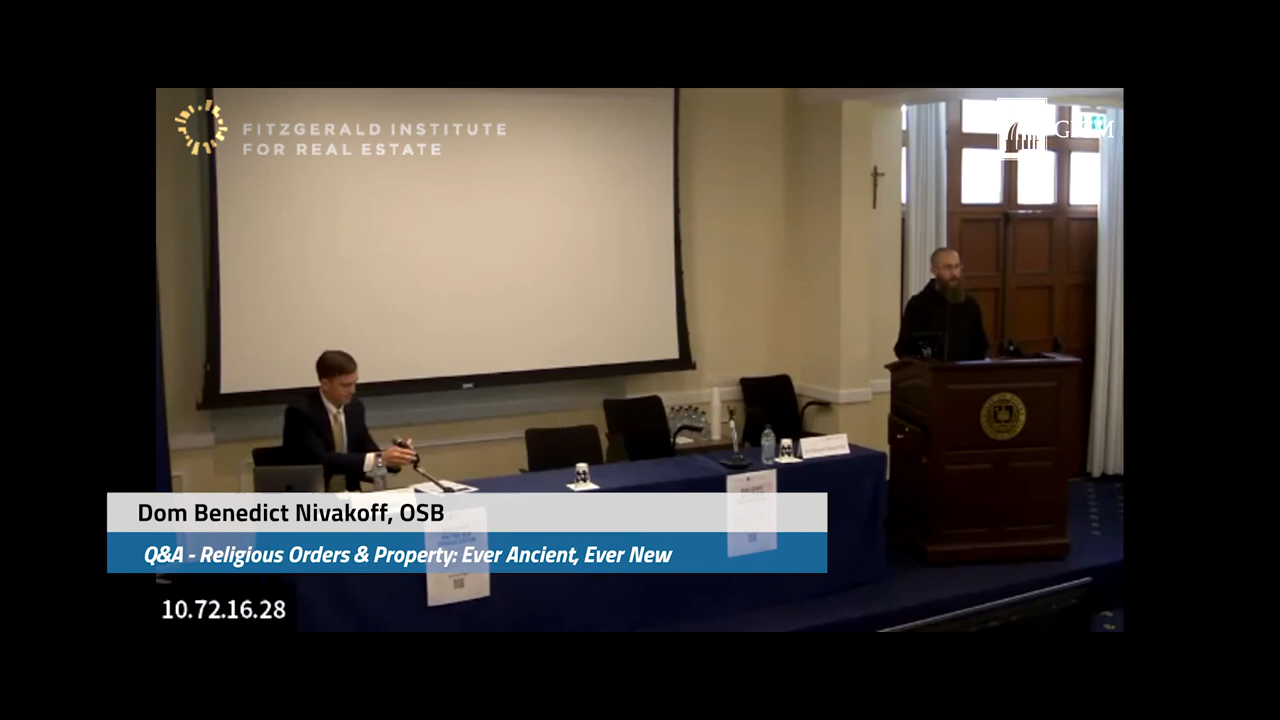 FITZGERALD INSTITUTE
FOR REAL ESTATE
Dom Benedict Nivakoff, OSB
Q&A - Religious Orders & Property: Ever Ancient, Ever New
10.72.16.28